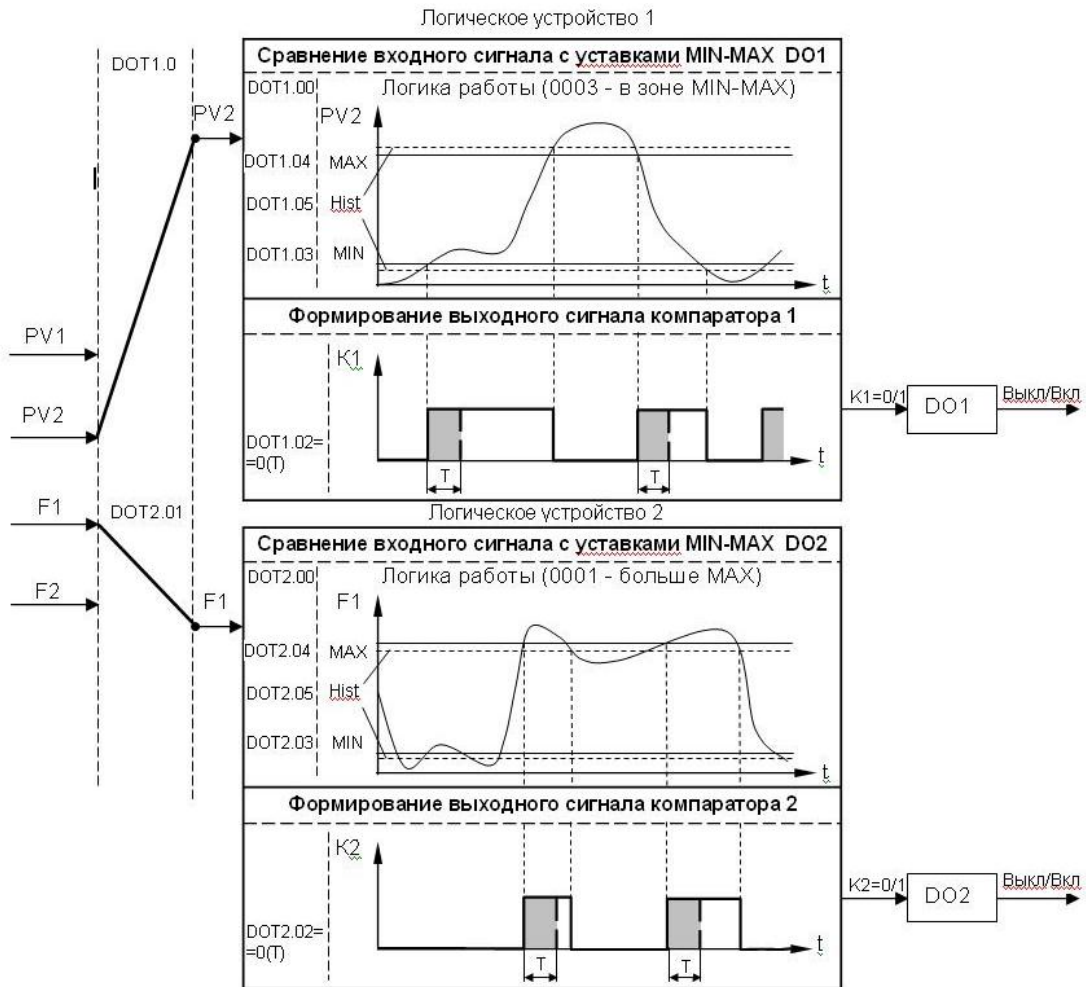 Логическое устройство 1
Сравнение входного сигнала с уставками MIN-MAX DO1
DOT1.0
DOT1.00
Логика работы (0003 - в зоне MIN-MAX)
PV2
PV2
DOT1.04
MAX
DOT1.05
Hist
DOT1.03
MIN
t
Формирование выходного сигнала компаратора 1
PV1
PV2
K1
DOT1.02=
=0(T)
T
T
t
K1=0/1
DO1
Выкл/Вкл
Логическое устройство 2
F1
DOT2.01
F2
F1
Сравнение входного сигнала с уставками MIN-MAX DO2
DOT2.00
Логика работы (0001 - больше MAX)
F1
DOT2.04
MAX
DOT2.05
Hist
DOT2.03
MIN
t
Формирование выходного сигнала компаратора 2
K2
DOT2.02=
=0(T)
T
T
t
K2=0/1
DO2
Выкл/Вкл